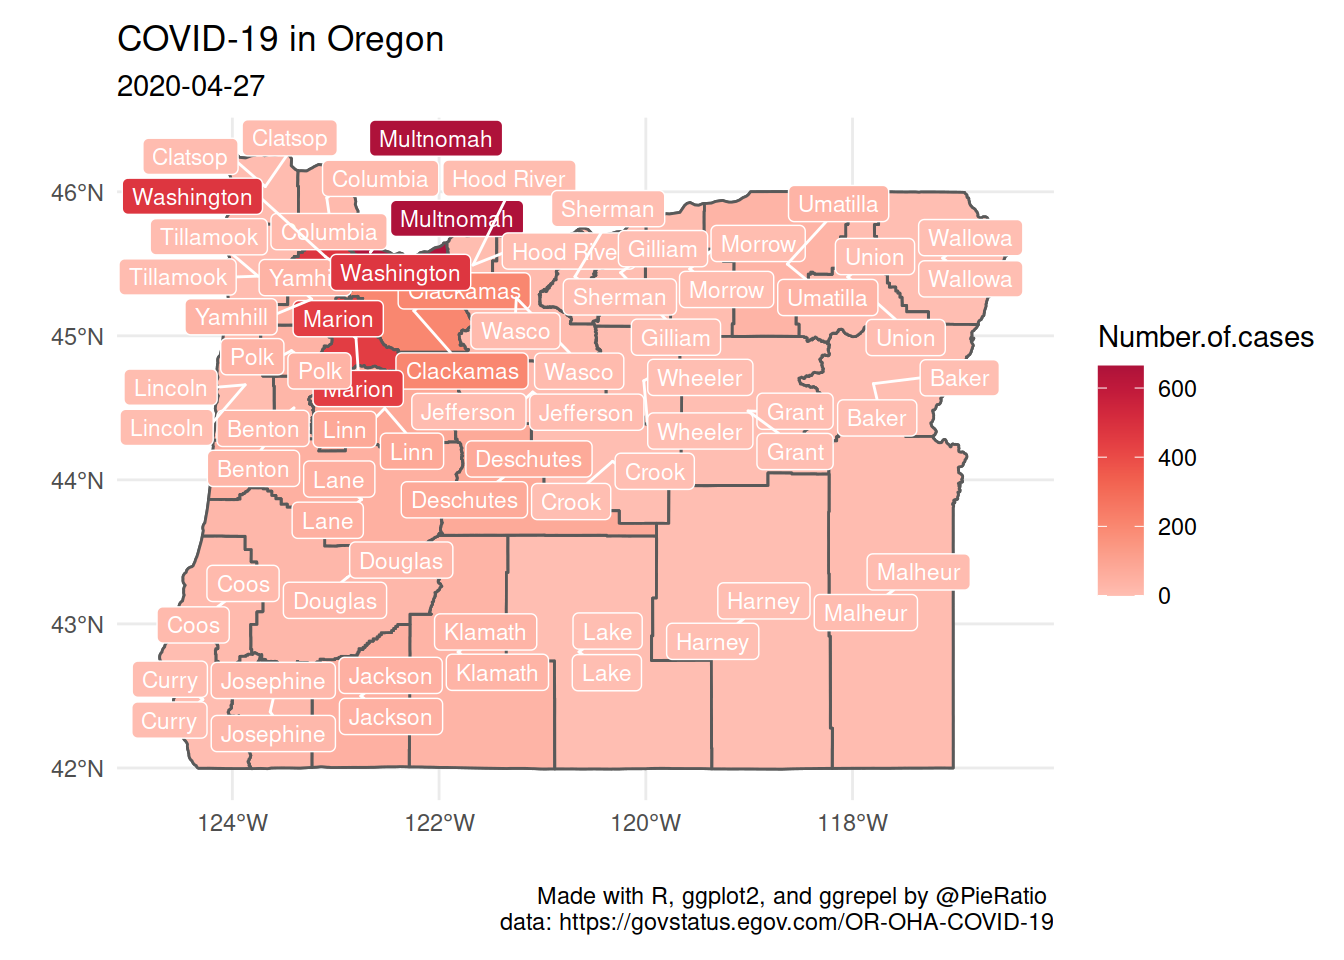 COVID-19 in Oregon
2020-04-27
Clatsop
Multnomah
Clatsop
Columbia
Hood River
Washington
46°N
Umatilla
Sherman
Multnomah
Columbia
Tillamook
Wallowa
Morrow
Gilliam
Hood Rive
Union
Washington
Tillamook
Yamhi
Wallowa
Clackamas
Morrow
Sherman
Umatilla
Yamhill
Marion
Wasco
45°N
Gilliam
Union
Number.of.cases
Polk
Polk
Clackamas
Wasco
Wheeler
Baker
Lincoln
Marion
600
Jefferson
Jefferson
Grant
Baker
Lincoln
Benton
Linn
Wheeler
Linn
Grant
Deschutes
400
Benton
Crook
44°N
Lane
Deschutes
Crook
Lane
200
Douglas
Malheur
Coos
0
Douglas
Harney
Malheur
43°N
Coos
Klamath
Lake
Harney
Curry
Josephine
Jackson
Klamath
Lake
Curry
Jackson
Josephine
42°N
124°W
122°W
120°W
118°W
Made with R, ggplot2, and ggrepel by @PieRatio
data: https://govstatus.egov.com/OR-OHA-COVID-19